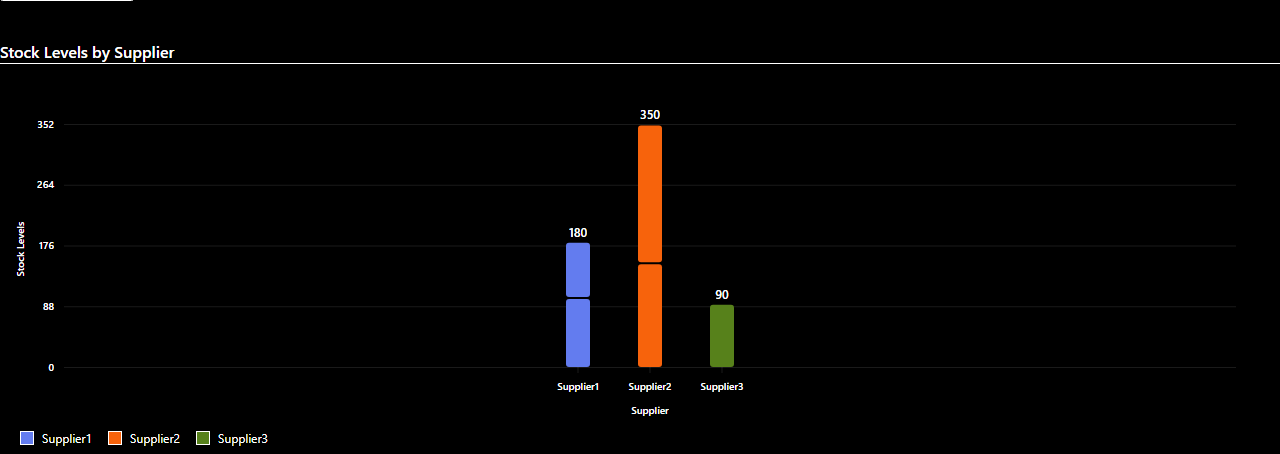 Stock Levels by Supplier
350
352
264
180
176
Stock Levels
90
88
0
Supplier1 Supplier2 Supplier3
Supplier
Supplier1 Supplier2 Supplier3